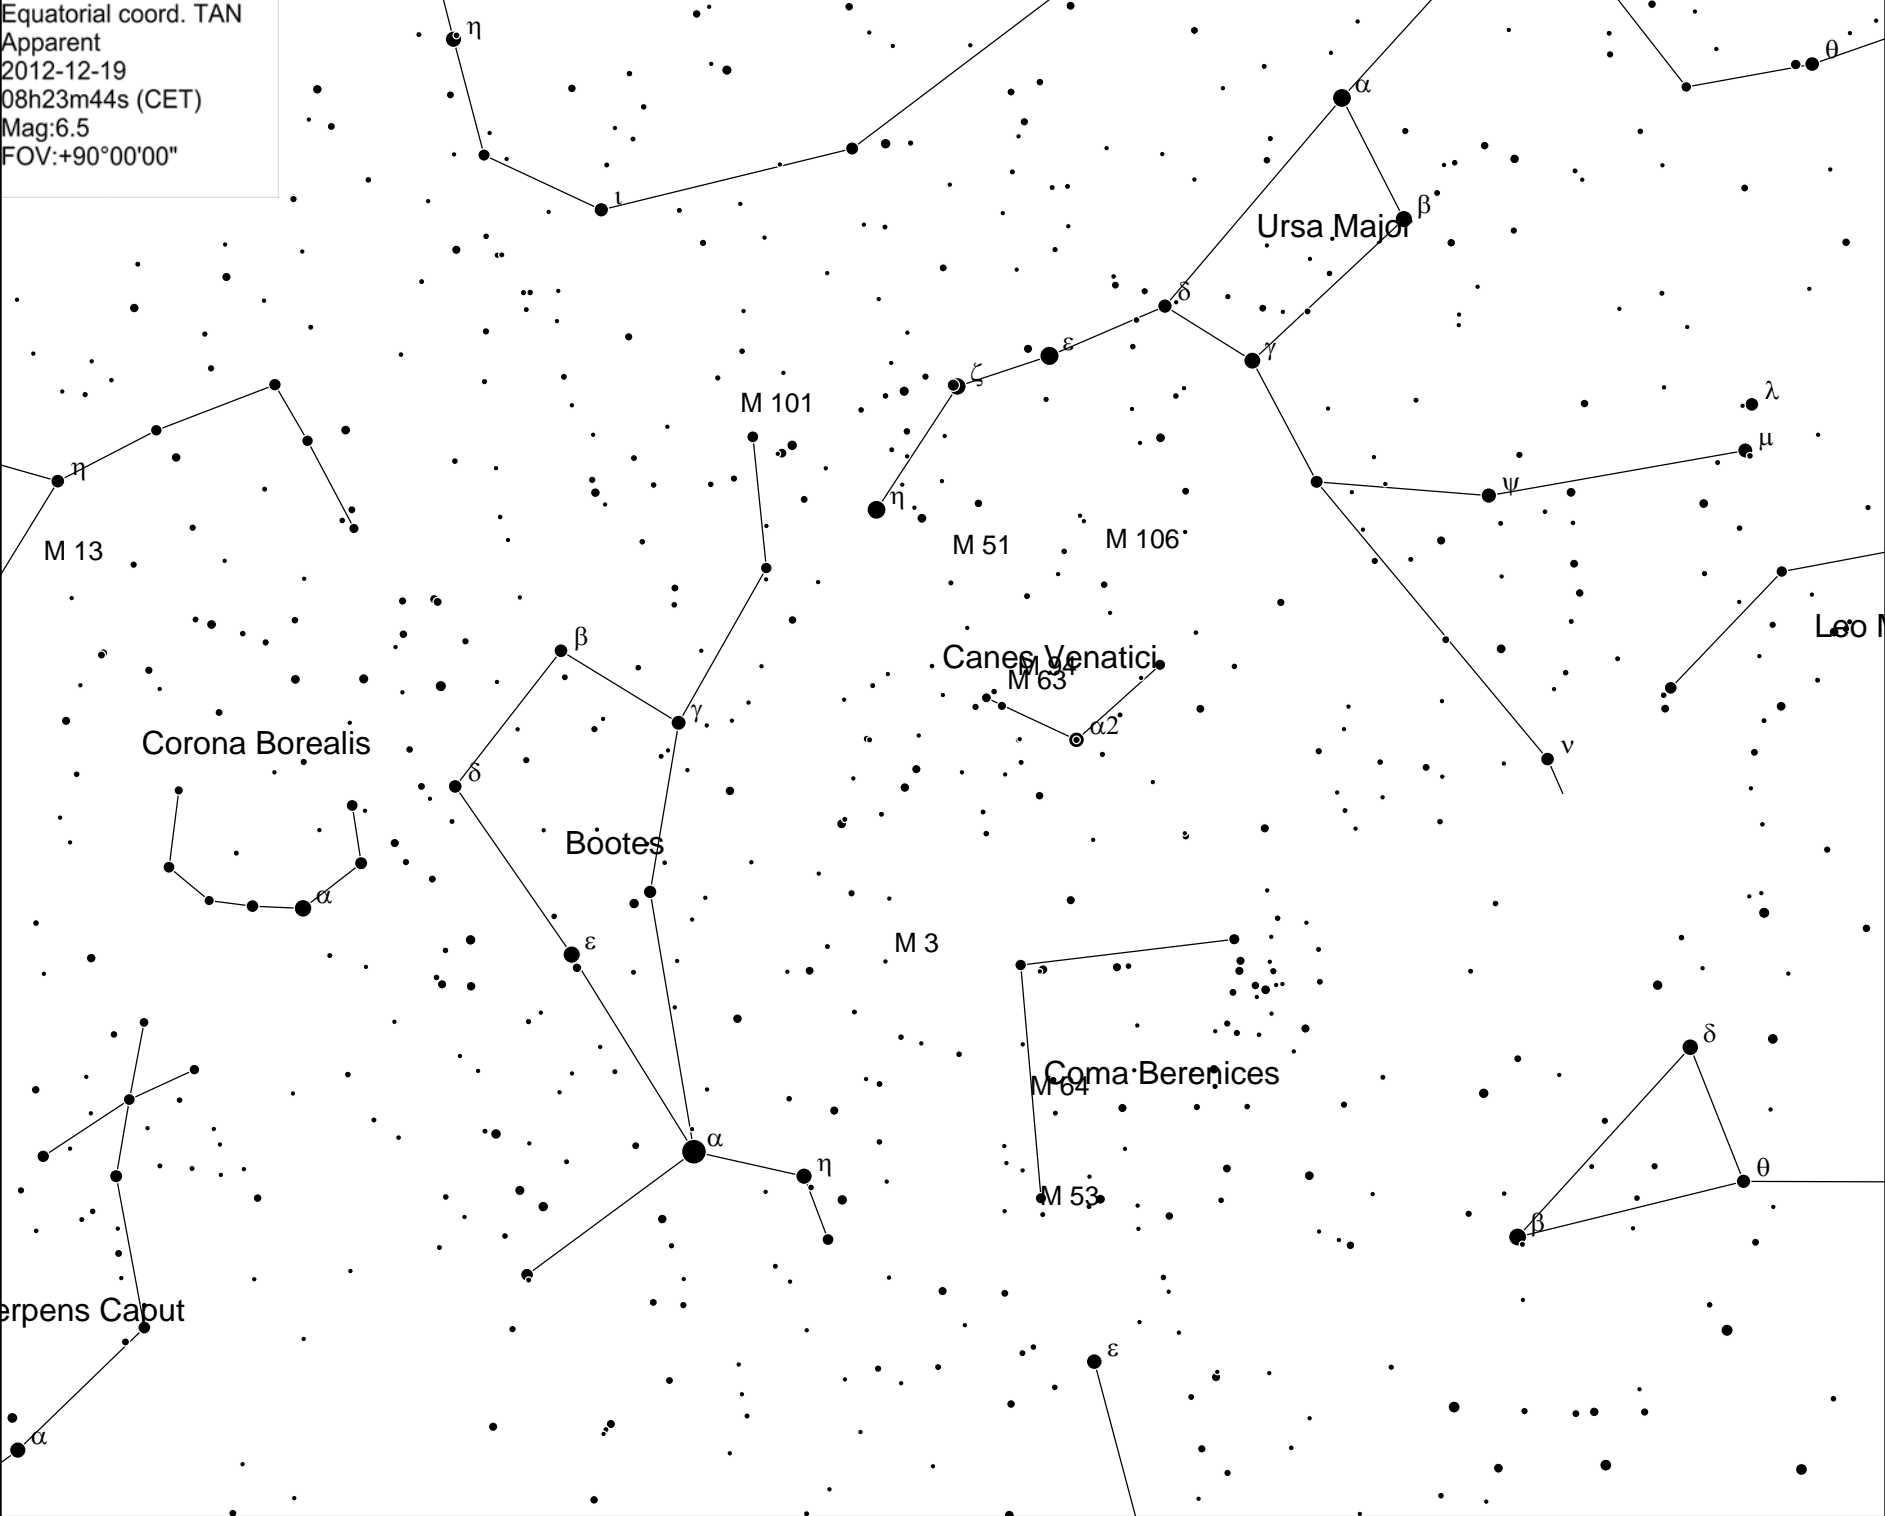 Equatorial coord. TAN
Apparent
2012-12-19
08h23m44s (CET)
Mag:6.5
FOV:+90°00'00"
η
θ
α
ι
β
Ursa Major
δ
ε
γ
ζ
λ
M 101
μ
η
ψ
η
M 51
M 106
M 13
Leo M
β
Canes Venatici
M 94
M 63
γ
α2
Corona Borealis
ν
δ
Bootes
α
ε
M 3
δ
Coma Berenices
M 64
α
η
θ
M 53
β
erpens Caput
ε
α